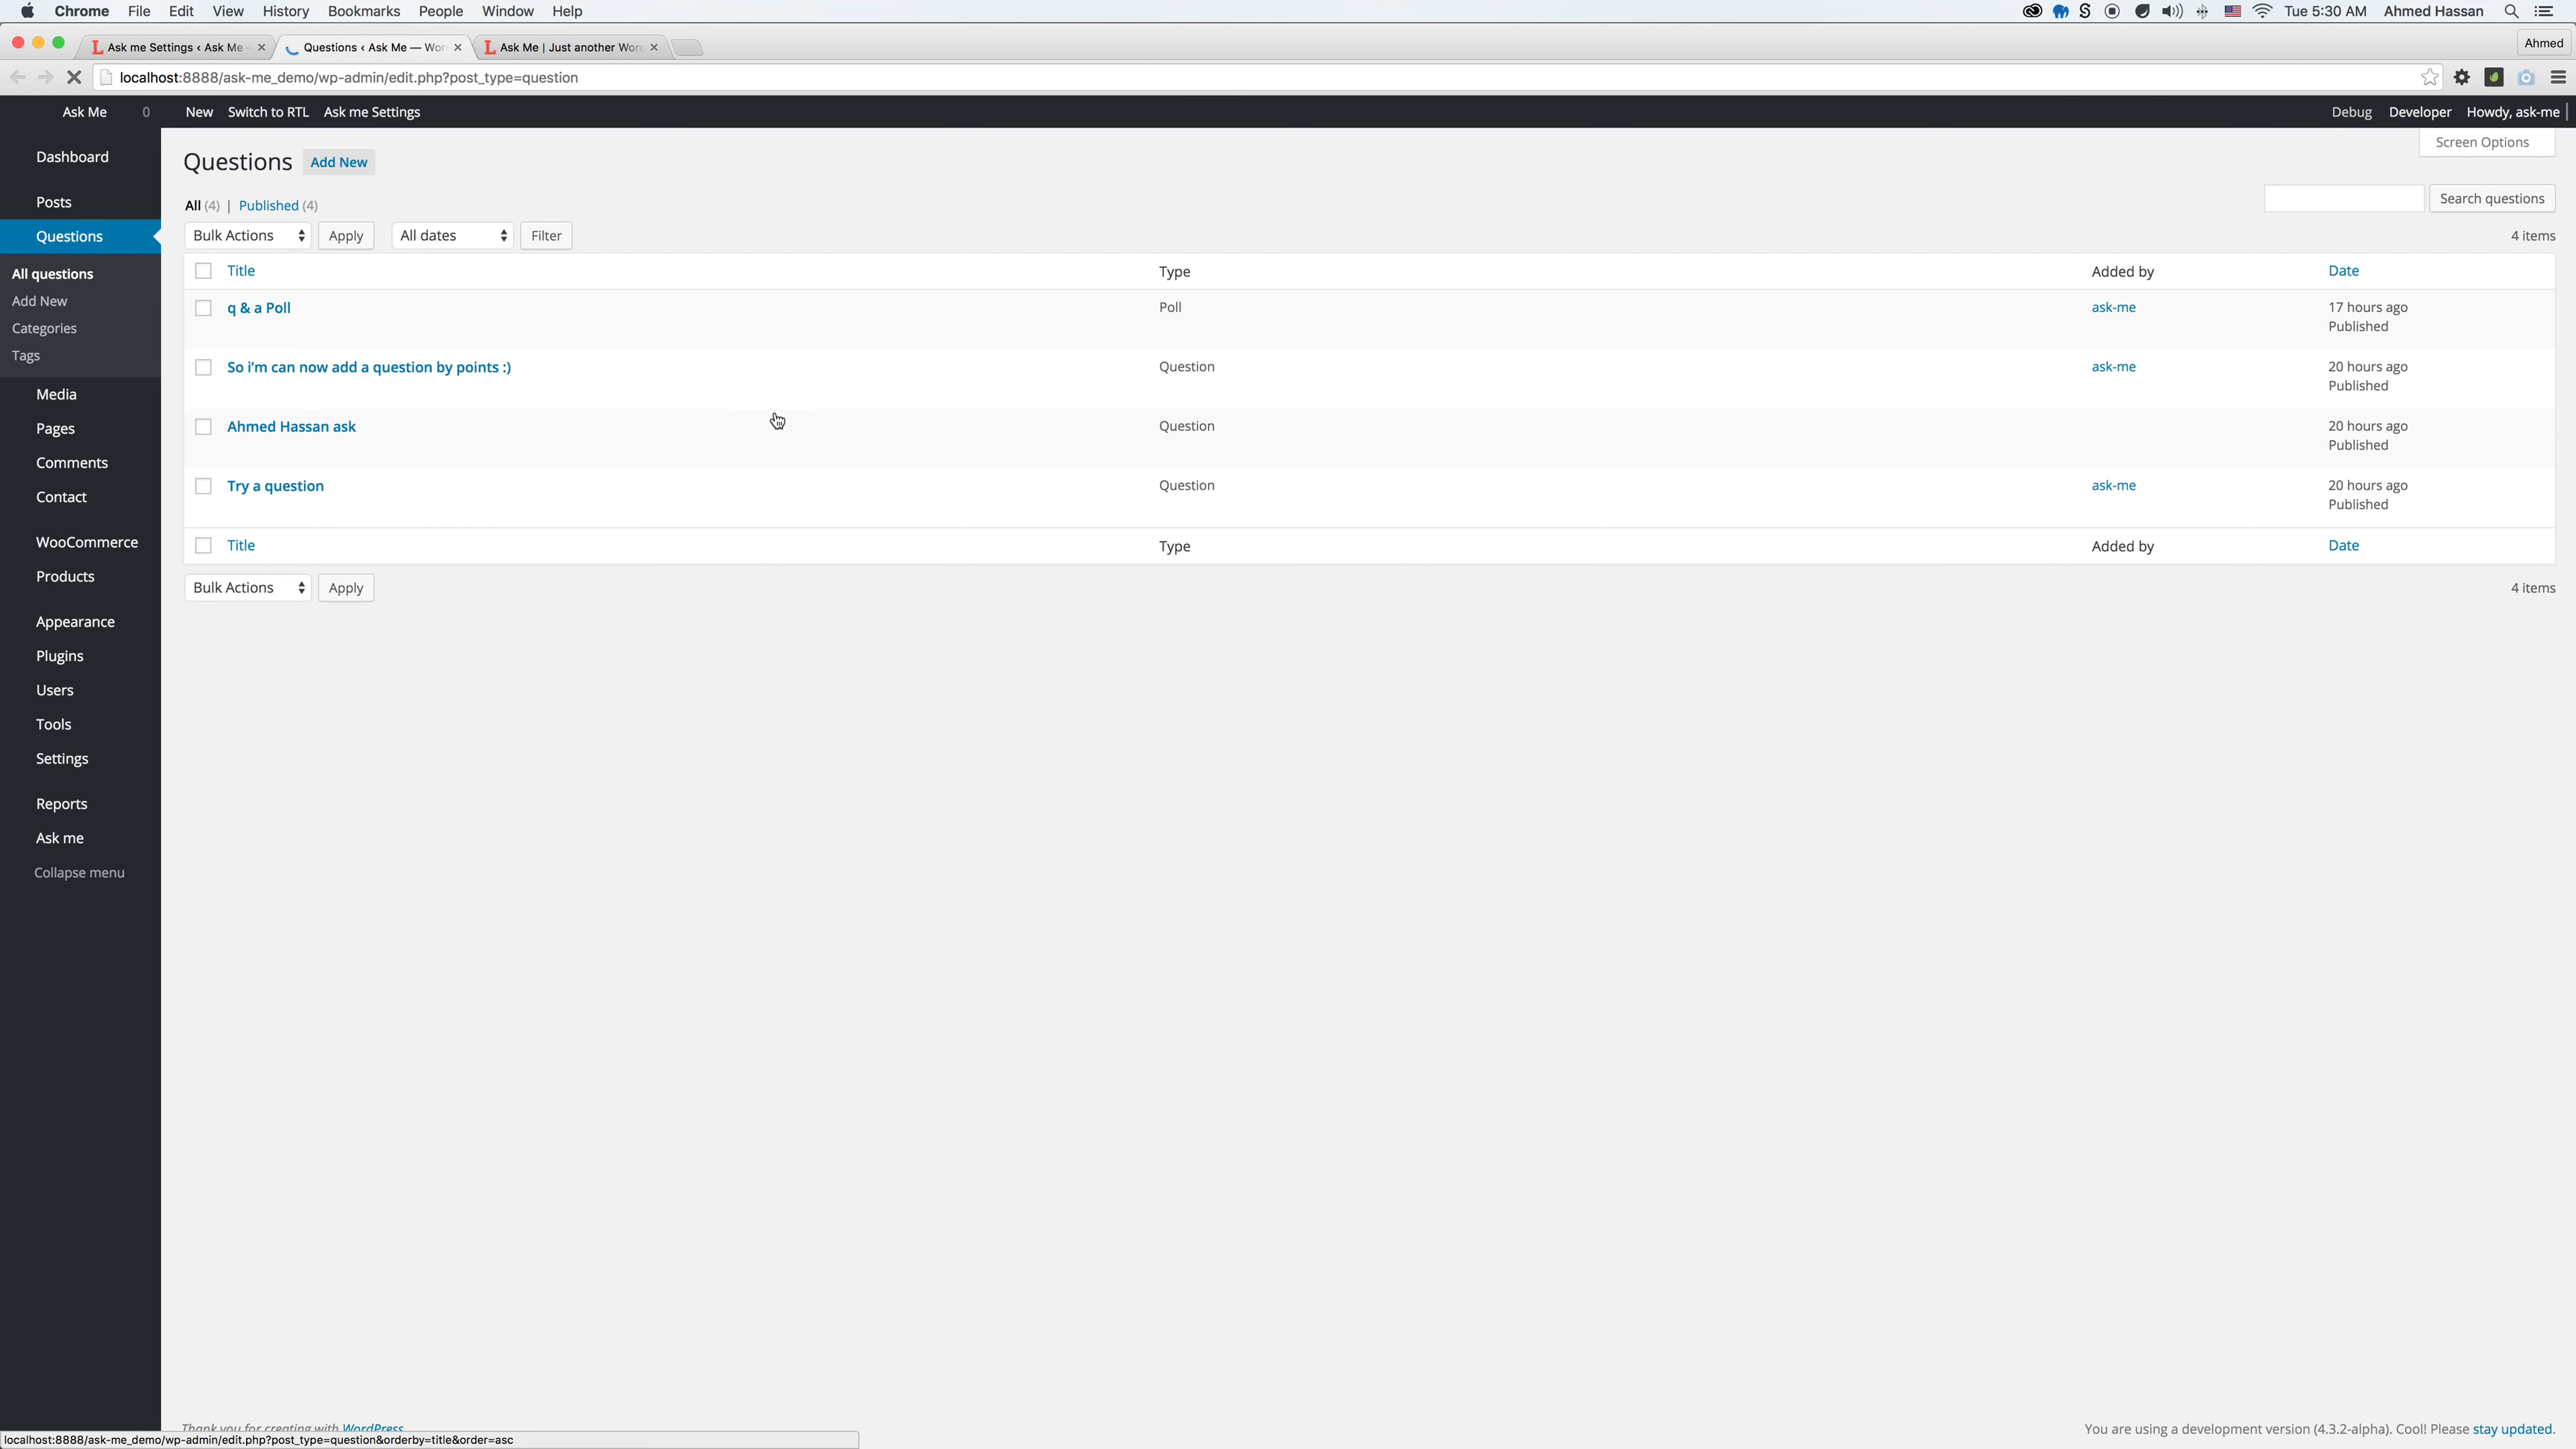 Chrome File Edit View History Bookmarks People Window Help Tue 5:30 AM Ahmed Hassan
Ask me Settings ‹ Ask Me – Questions ‹ Ask Me — Wor Ask Me | Just another Wor Ahmed
localhost:8888/ask-me_demo/wp-admin/edit.php?post_type=question
Ask Me 0 New Switch to RTL Ask me Settings Debug Developer Howdy, ask-me
Screen Options
Questions Add New
All (4) | Published (4) Search questions
Bulk Actions Apply All dates Filter 4 items
Title Type Added by Date
q & a Poll Poll ask-me 17 hours ago
Published
So i'm can now add a question by points :) Question ask-me 20 hours ago
Published
Ahmed Hassan ask Question 20 hours ago
Published
Try a question Question ask-me 20 hours ago
Published
Title Type Added by Date
Bulk Actions Apply 4 items
Dashboard
Posts
Questions
All questions
Add New
Categories
Tags
Media
Pages
Comments
Contact
WooCommerce
Products
Appearance
Plugins
Users
Tools
Settings
Reports
Ask me
Collapse menu
Thank you for creating with WordPress
You are using a development version (4.3.2-alpha). Cool! Please stay updated.
localhost:8888/ask-me_demo/wp-admin/edit.php?post_type=question&orderby=title&order=asc